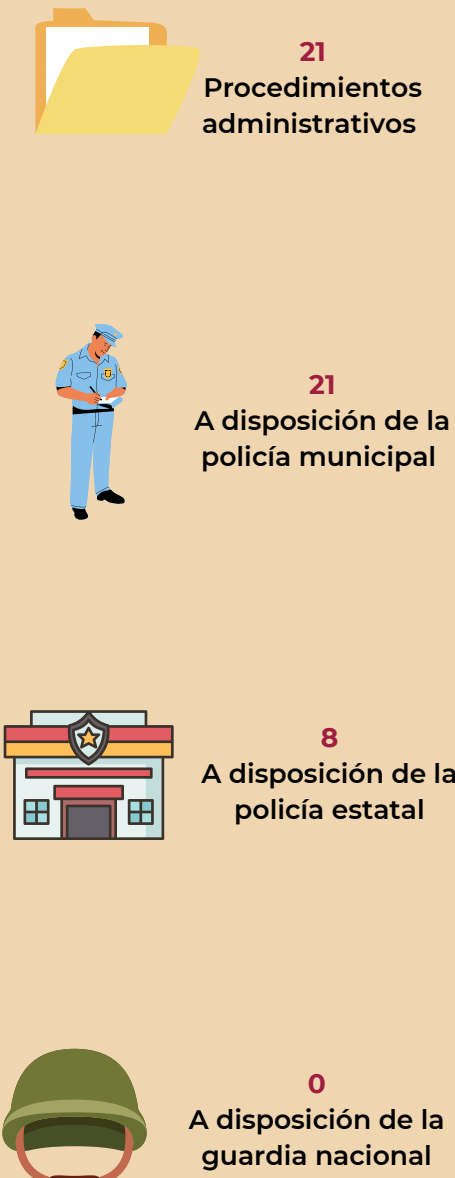 21
Procedimientos
administrativos
21
A disposición de la
policía municipal
8
A disposición de la
policía estatal
0
A disposición de la
guardia nacional